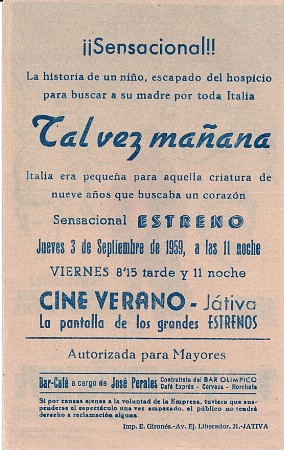 ¡¡Sensacional!!
La historia de un niño, escapado del hospicio
para buscar a su madre por toda Italia
Tal vez mañana
Italia era pequeña para aquella criatura de
nueve años que buscaba un corazón
Sensacional ESTRENO
Jueves 3 de Septiembre de 1959, a las 11 noche
VIERNES 8'15 tarde y 11 noche
CINE VERANO - Játiva
La pantalla de los grandes ESTRENOS
Autorizada para Mayores
Bar-Café a cargo de José Perales Contratista del BAR OLIMPICO
Café Exprés - Cerveza - Horchata
Si por causas ajenas a la voluntad de la Empresa, tuviera que sus-
penderse el espectáculo una vez empezado, el público no tendrá
derecho a reclamación alguna.
Imp. E. Gironés.-Av. Ej. Liberador, 21.-JATIVA